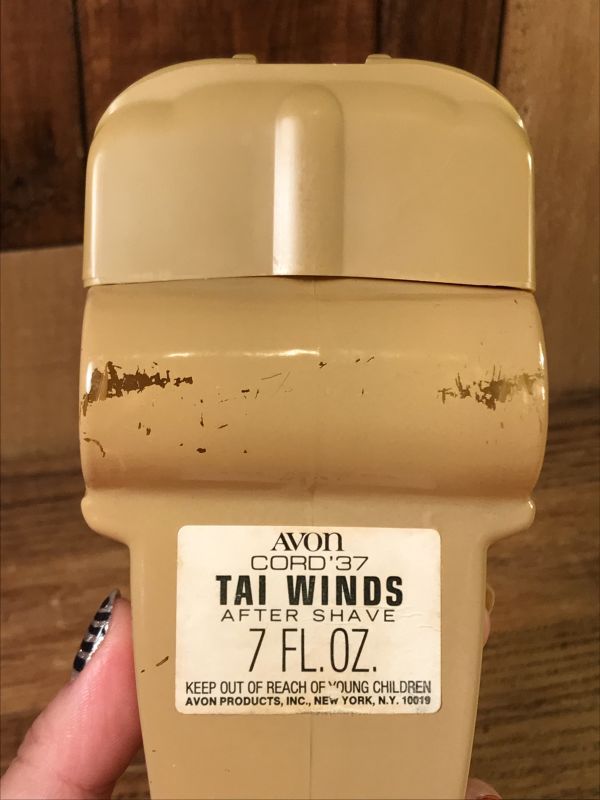 AVON
CORD '37
TAI WINDS
AFTER SHAVE
7 FL. OZ.
KEEP OUT OF REACH OF YOUNG CHILDREN
AVON PRODUCTS, INC., NEW YORK, N.Y. 10019